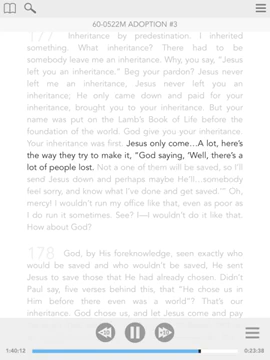 60-0522M ADOPTION #3
177 Inheritance by predestination. I inherited
something. What inheritance? There had to be
somebody leave me an inheritance. Why, you say, "Jesus
left you an inheritance." Beg your pardon? Jesus never
left me an inheritance, Jesus never left you an
inheritance; He only came down and paid for your
inheritance, brought you to your inheritance. But your
name was put on the Lamb's Book of Life before the
foundation of the world. God give you your inheritance.
Your inheritance was first. Jesus only come…A lot, here's
the way they try to make it, "God saying, 'Well, there's a
lot of people lost. Not a one of them will be saved, so I'll
send Jesus down and perhaps maybe He'll…somebody
feel sorry, and know what I've done and get saved.'" Oh,
mercy! I wouldn't run my office like that, even as poor as
I do run it sometimes. See? I—I wouldn't do it like that.
How about God?
178 God, by His foreknowledge, seen exactly who
would be saved and who wouldn't be saved, He sent
Jesus to save those that He had already chosen. Didn't
Paul say, five verses behind this, that "He chose us in
Him before there even was a world"? That's our
inheritance. God chose us, and let Jesus come and pay
1:40:12
0:23:38